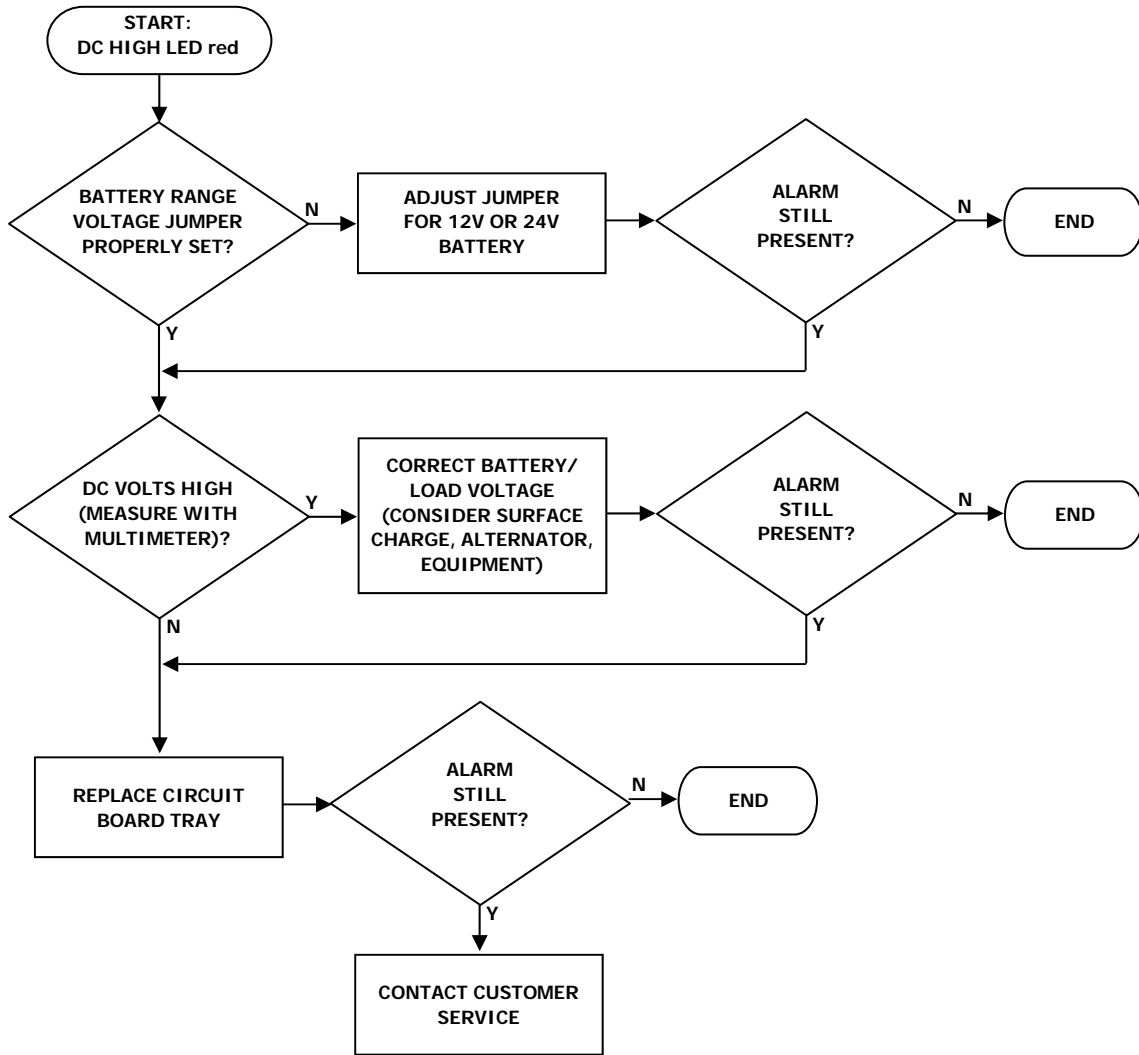 START:
DC HIGH LED red
BATTERY RANGE
VOLTAGE JUMPER
PROPERLY SET?
N
ADJUST JUMPER
FOR 12V OR 24V
BATTERY
ALARM
STILL
PRESENT?
N
END
Y
Y
DC VOLTS HIGH
(MEASURE WITH
MULTIMETER)?
Y
CORRECT BATTERY/
LOAD VOLTAGE
(CONSIDER SURFACE
CHARGE, ALTERNATOR,
EQUIPMENT)
ALARM
STILL
PRESENT?
N
END
N
Y
REPLACE CIRCUIT
BOARD TRAY
ALARM
STILL
PRESENT?
N
END
Y
CONTACT CUSTOMER
SERVICE